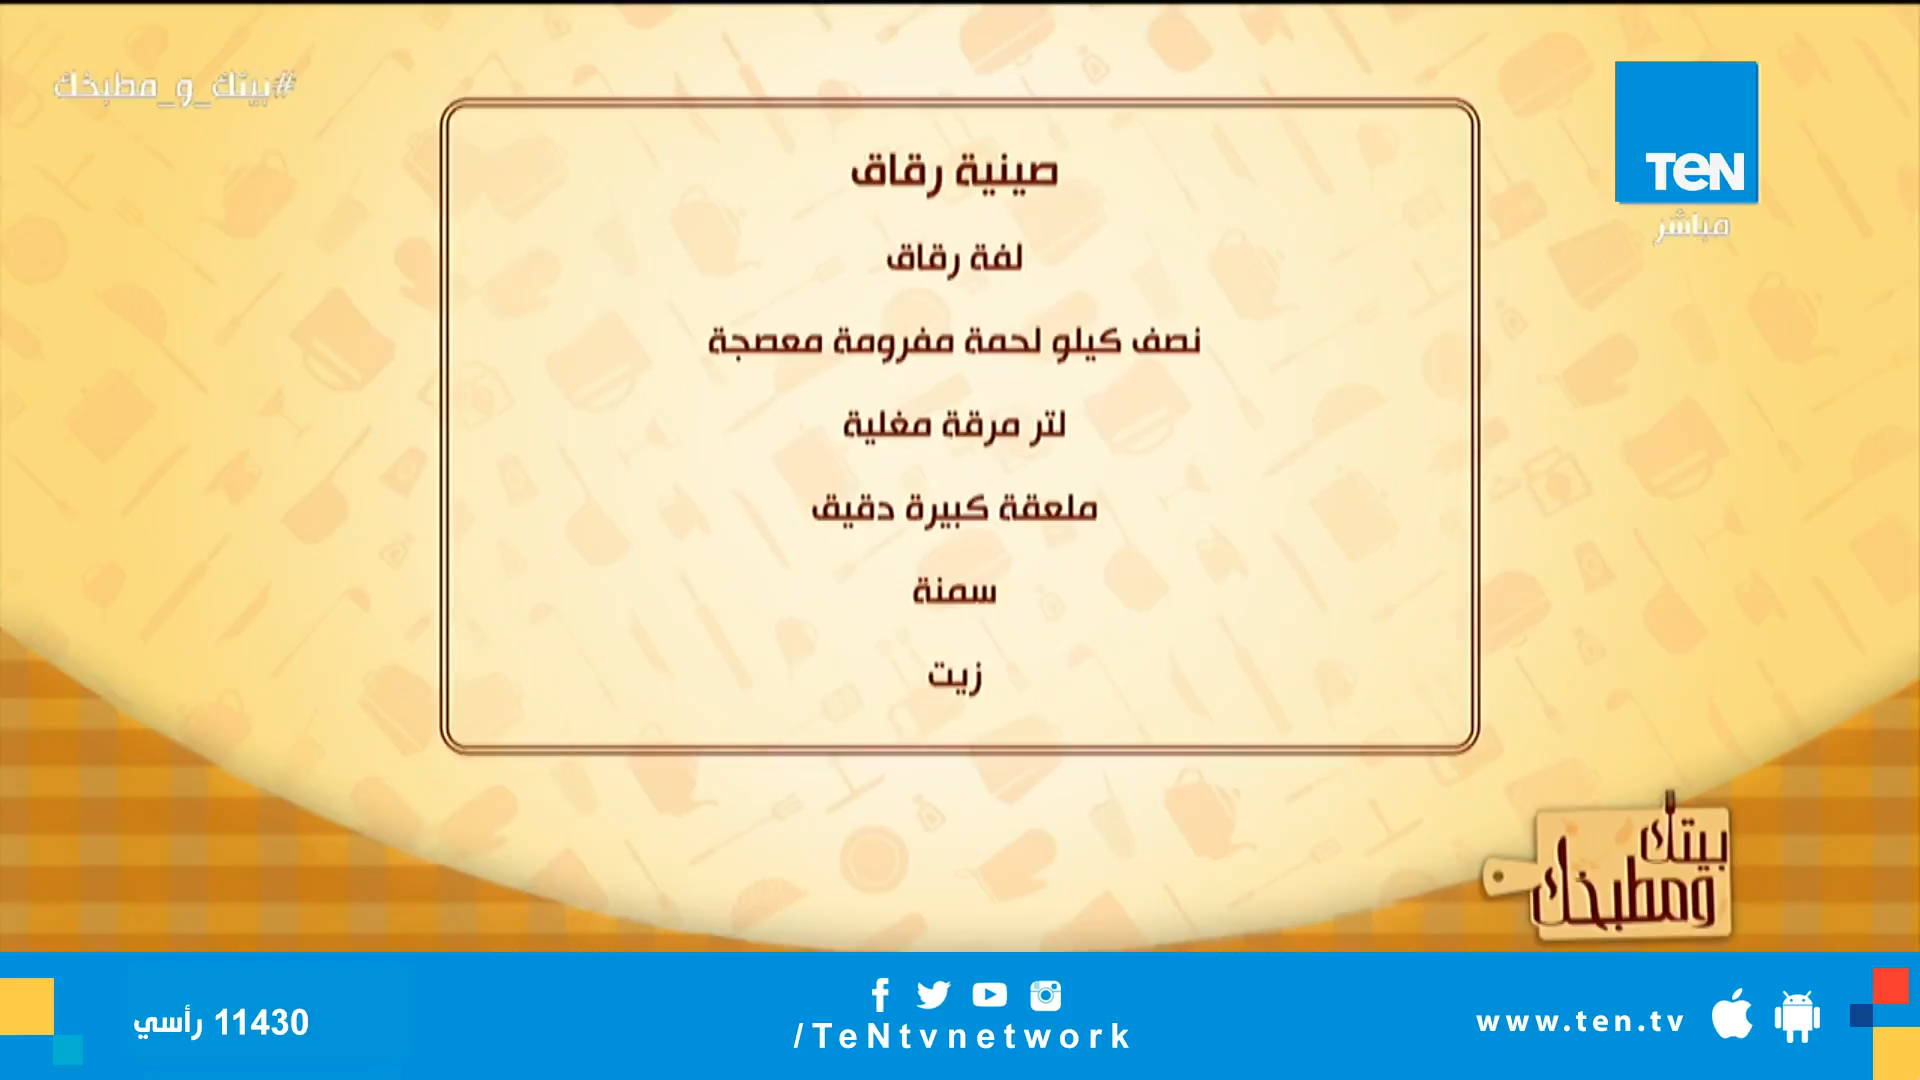 #بيتك_و_مطبخك
TeN
مباشر
صينية رقاق
لفة رقاق
نصف كيلو لحمة مفرومة معصجة
لتر مرقة مغلية
ملعقة كبيرة دقيق
سمنة
زيت
بيتك
ومطبخك
11430 رأسي
/TeNtvnetwork
www.ten.tv